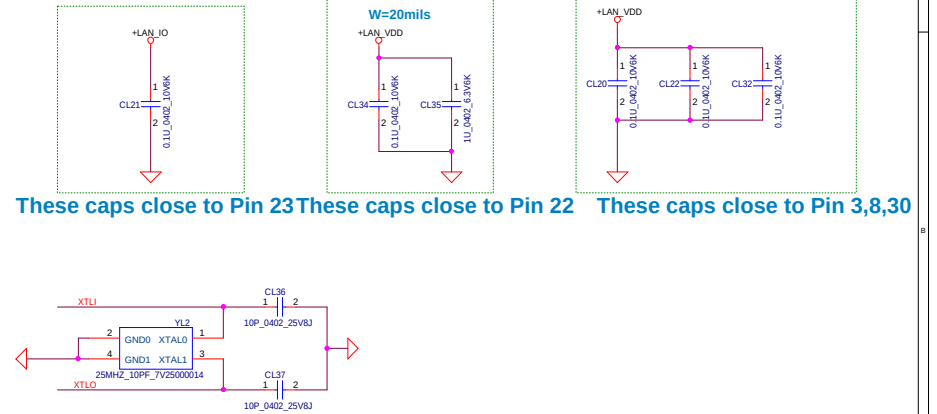 W=20mils
+LAN_IO
+LAN_VDD
+LAN_VDD
1
CL21
2
0.1U_0402_10V6K
1
CL34
2
0.1U_0402_10V6K
1
CL35
2
1U_0402_6.3V6K
1
CL20
2
0.1U_0402_10V6K
1
CL22
2
0.1U_0402_10V6K
1
CL32
2
0.1U_0402_10V6K
These caps close to Pin 23
These caps close to Pin 22
These caps close to Pin 3,8,30
B
XTLI
CL36
1 2
10P_0402_25V8J
YL2
2 GND0 XTAL0 1
4 GND1 XTAL1 3
25MHZ_10PF_7V25000014
XTLO
CL37
1 2
10P_0402_25V8J